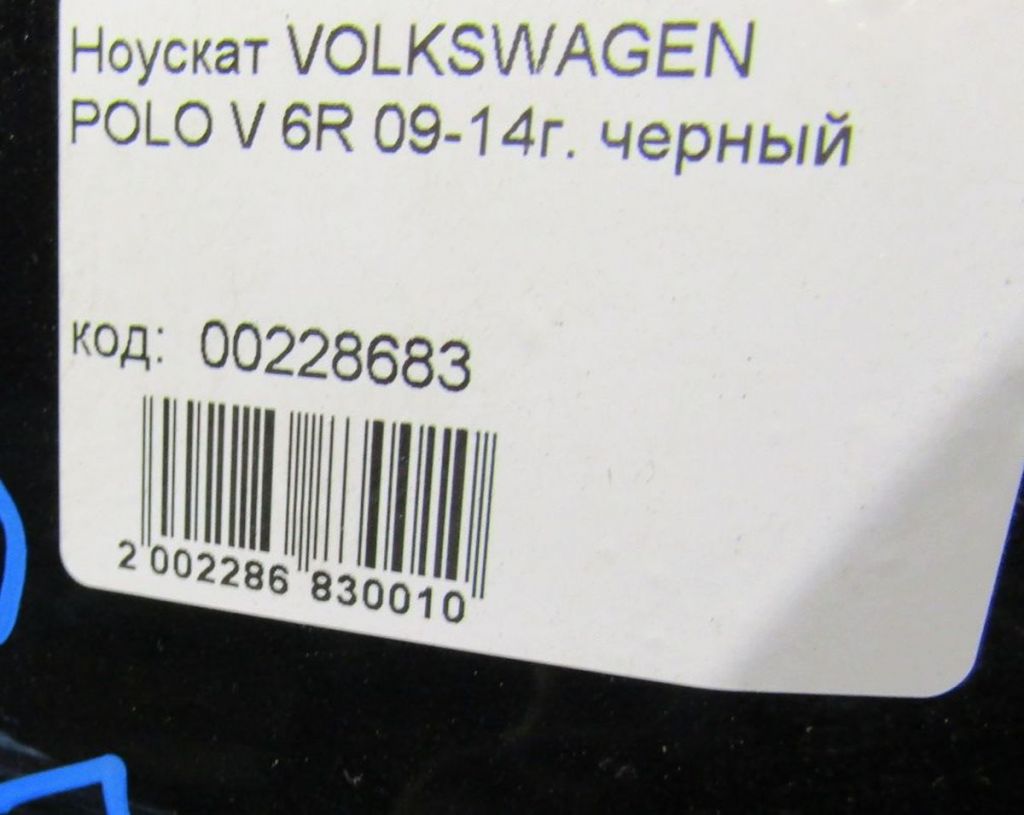 Ноускат VOLKSWAGEN
POLO V 6R 09-14г. черный
код: 00228683
2 002286 830010